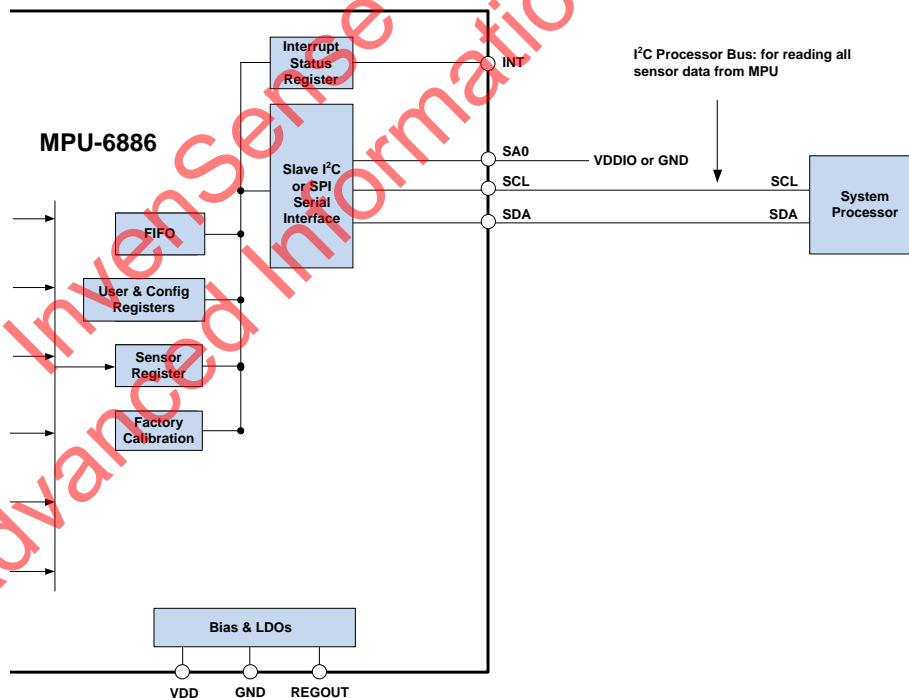 Interrupt
Status
Register
INT
I²C Processor Bus: for reading all
sensor data from MPU
MPU-6886
Slave I²C
or SPI
Serial
Interface
SA0
VDDIO or GND
SCL
SCL
SDA
SDA
System
Processor
FIFO
User & Config
Registers
Sensor
Register
Factory
Calibration
Bias & LDOs
VDD
GND
REGOUT
InvenSense
Advanced Informatio